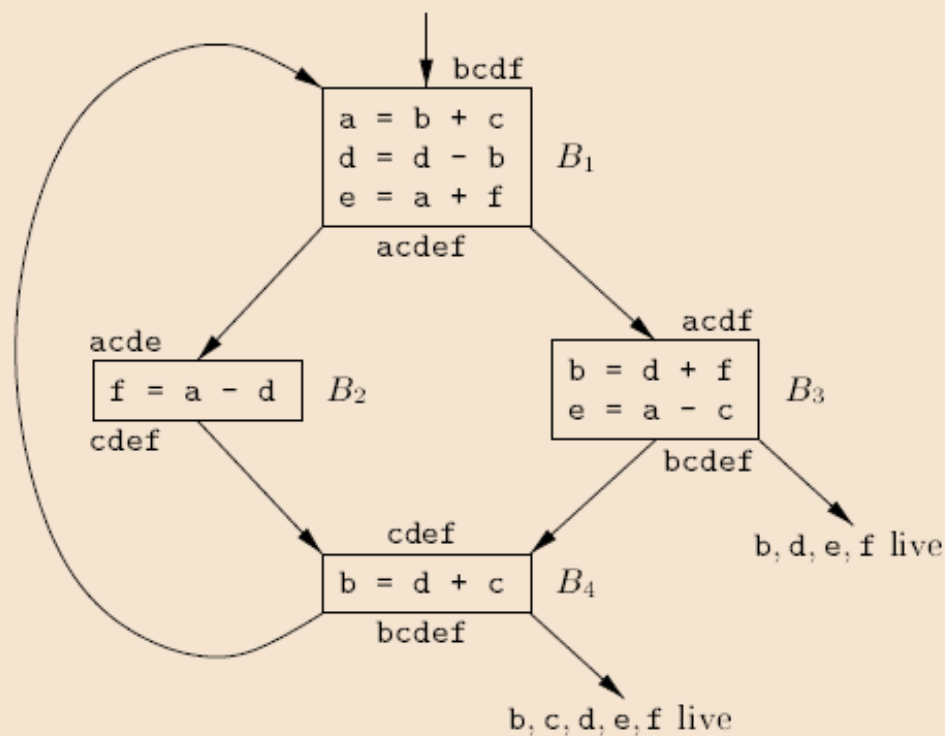 bcdf
a = b + c
d = d - b
e = a + f
B₁
acdef
acde
f = a - d
B₂
cdef
acdf
b = d + f
e = a - c
B₃
bcdef
b, d, e, f live
cdef
b = d + c
B₄
bcdef
b, c, d, e, f live